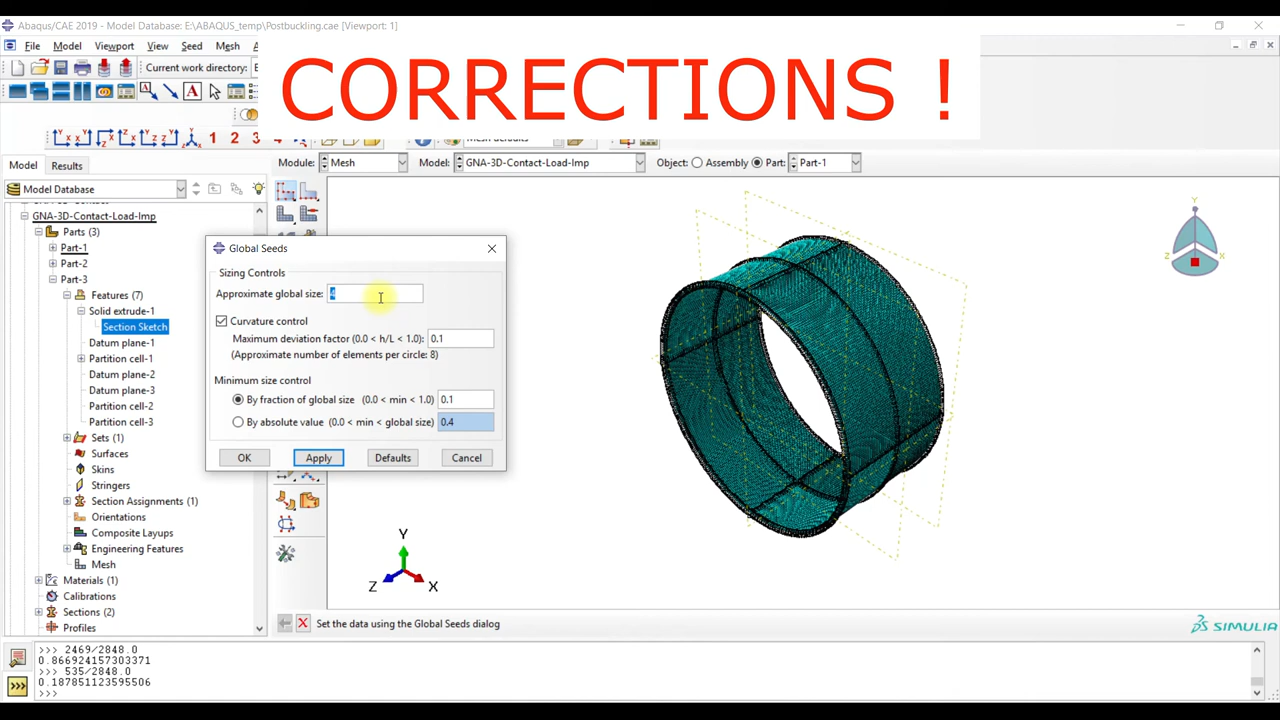 Abaqus/CAE 2019 - Model Database: E:\ABAQUS_temp\Postbuckling.cae [Viewport: 1]
File Model Viewport View Seed Mesh
CORRECTIONS !
Current work directory:
A
1 2 3 4
Model Results
Module: Mesh Model: GNA-3D-Contact-Load-Imp Object: Assembly Part: Part-1
Model Database
GNA-3D-Contact-Load-Imp
Parts (3)
Part-1
Part-2
Part-3
Features (7)
Solid extrude-1
Section Sketch
Datum plane-1
Partition cell-1
Datum plane-2
Datum plane-3
Partition cell-2
Partition cell-3
Sets (1)
Surfaces
Skins
Stringers
Section Assignments (1)
Orientations
Composite Layups
Engineering Features
Mesh
Materials (1)
Calibrations
Sections (2)
Profiles
Global Seeds
Sizing Controls
Approximate global size: 4
Curvature control
Maximum deviation factor (0.0 < h/L < 1.0): 0.1
(Approximate number of elements per circle: 8)
Minimum size control
By fraction of global size (0.0 < min < 1.0) 0.1
By absolute value (0.0 < min < global size) 0.4
OK Apply Defaults Cancel
Y
Z X
Y
Z X
Set the data using the Global Seeds dialog
SIMULIA
>>> 2469/2848.0
0.866924157303371
>>> 535/2848.0
0.187851123595506
>>>